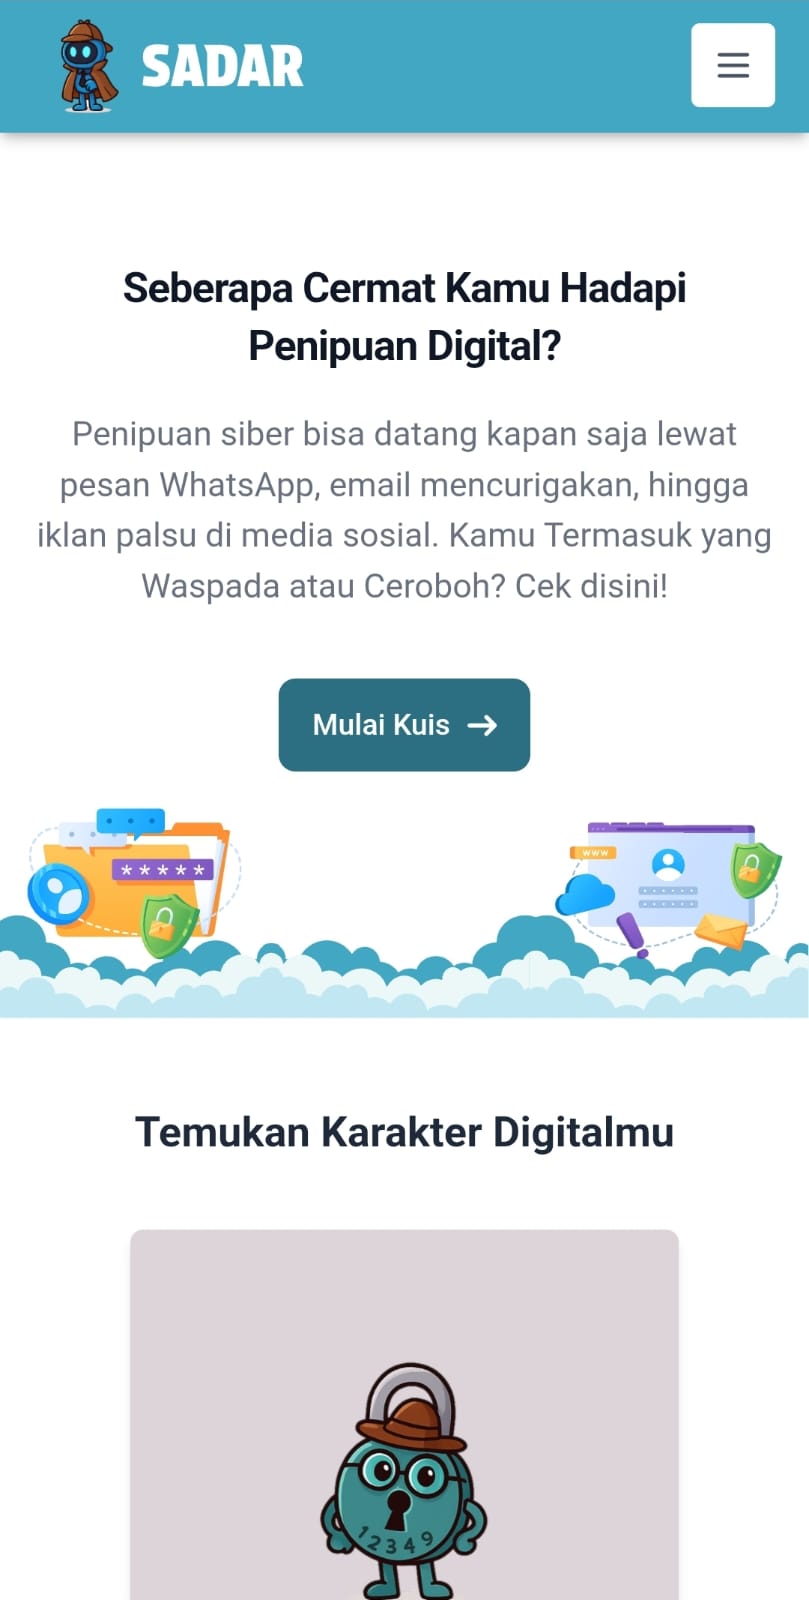 SADAR
Seberapa Cermat Kamu Hadapi
Penipuan Digital?
Penipuan siber bisa datang kapan saja lewat
pesan WhatsApp, email mencurigakan, hingga
iklan palsu di media sosial. Kamu Termasuk yang
Waspada atau Ceroboh? Cek disini!
Mulai Kuis →
*****
www
Temukan Karakter Digitalmu
12349